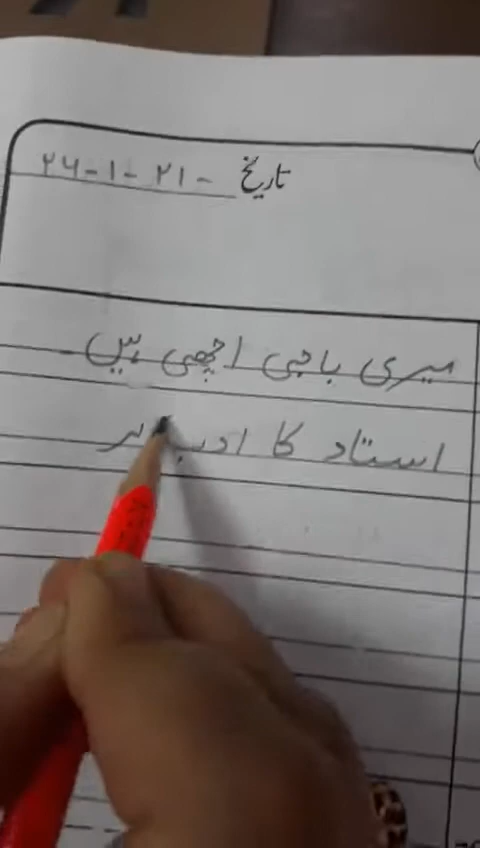 تاریخ ۲۱-۱-۲۶
میری باجی اچھی ہیں
استاد کا ادب